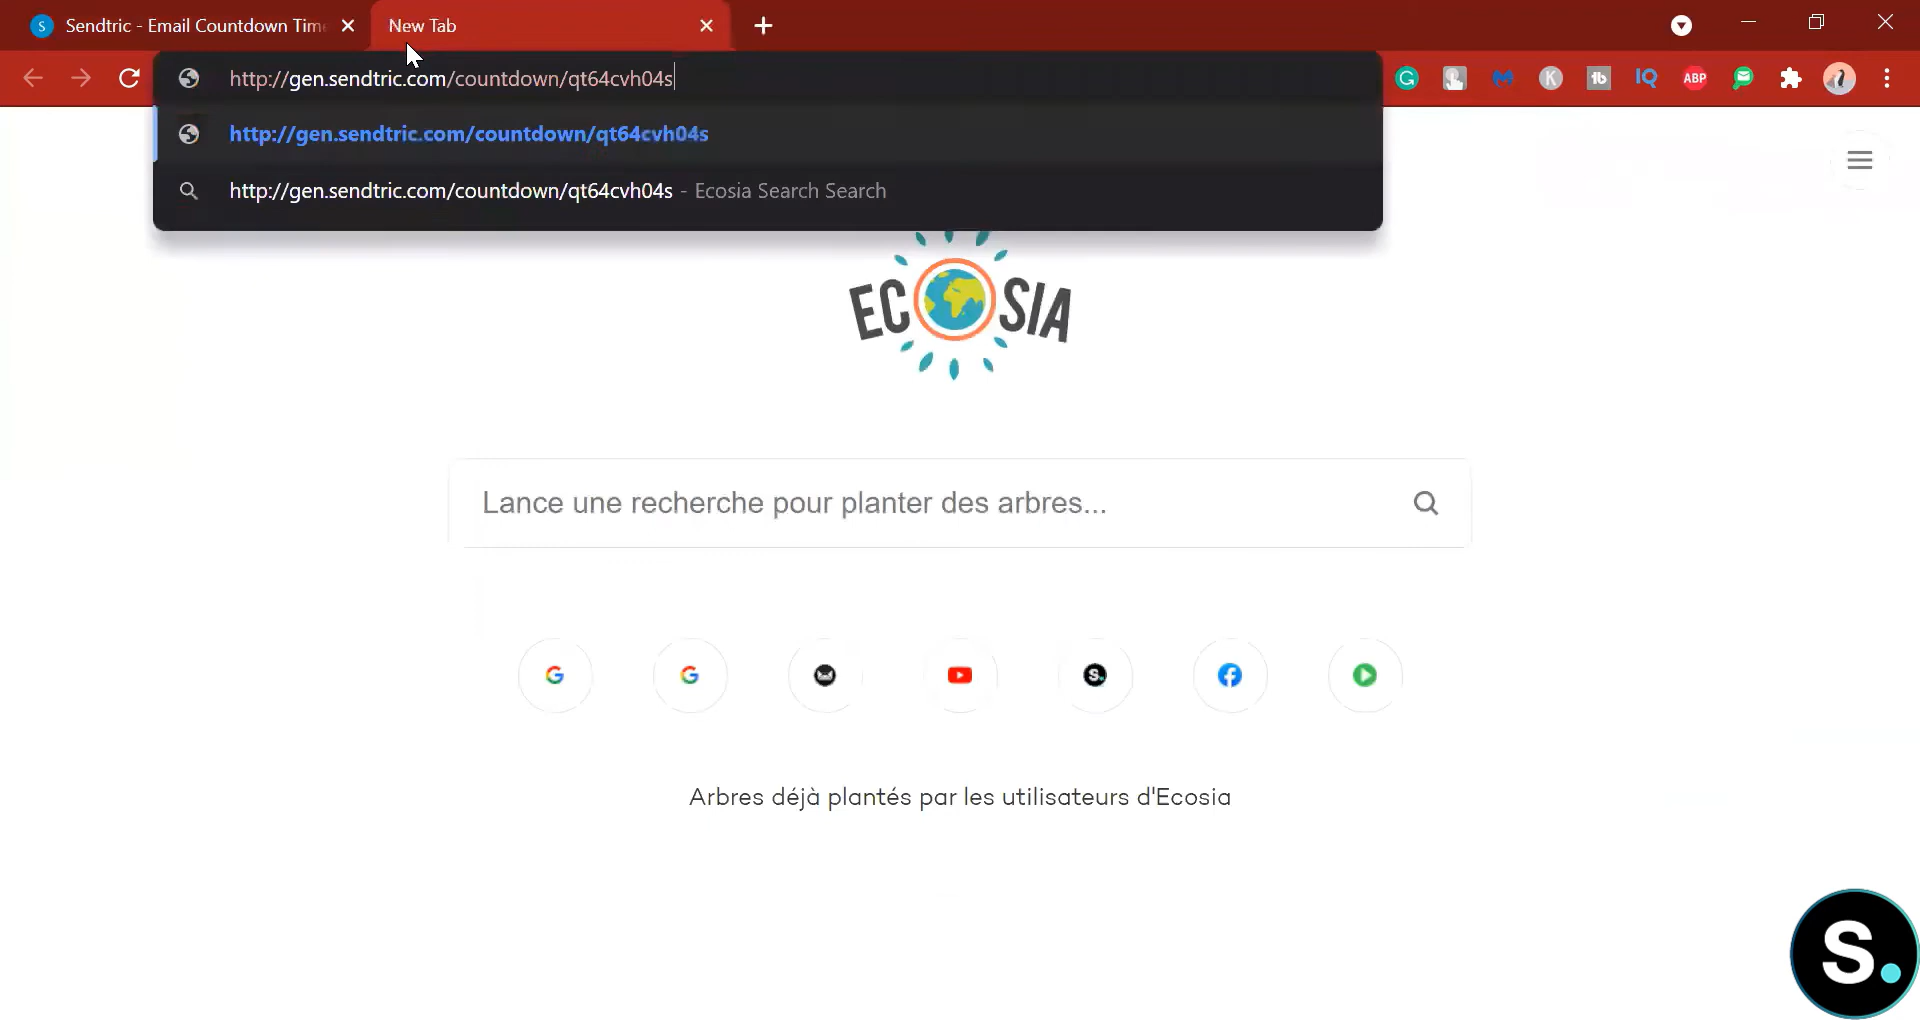 Sendtric - Email Countdown Tim
New Tab
http://gen.sendtric.com/countdown/qt64cvh04s
ABP
http://gen.sendtric.com/countdown/qt64cvh04s
http://gen.sendtric.com/countdown/qt64cvh04s - Ecosia Search Search
ECOSIA
Lance une recherche pour planter des arbres...
Arbres déjà plantés par les utilisateurs d'Ecosia
S.